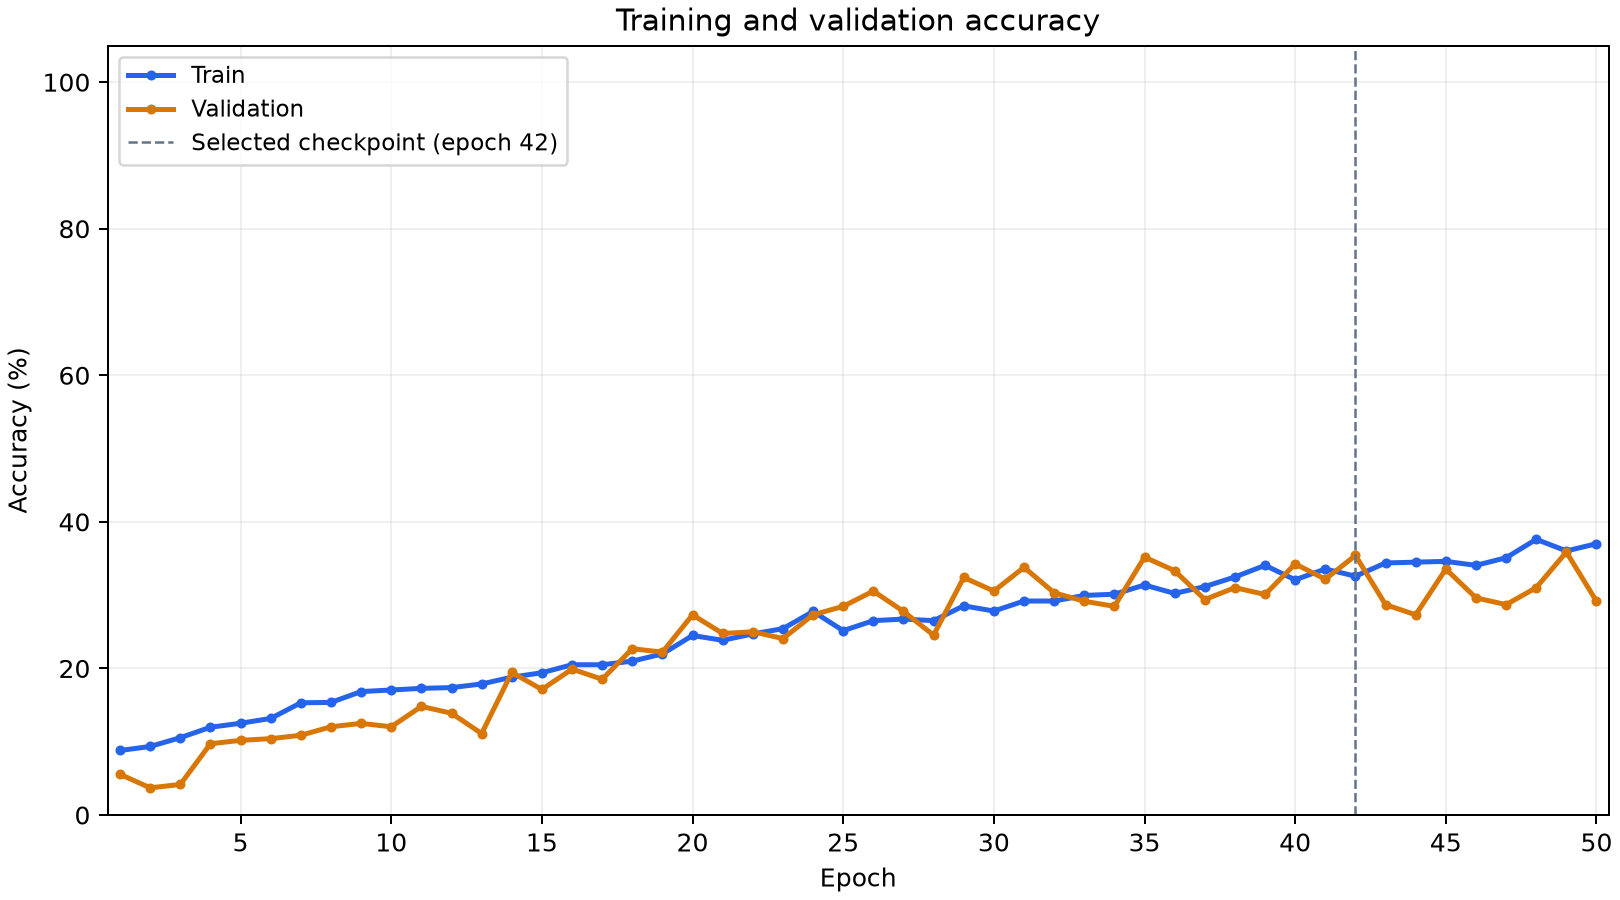 Training and validation accuracy
Train
Validation
Selected checkpoint (epoch 42)
Accuracy (%)
100
80
60
40
20
0
5 10 15 20 25 30 35 40 45 50
Epoch